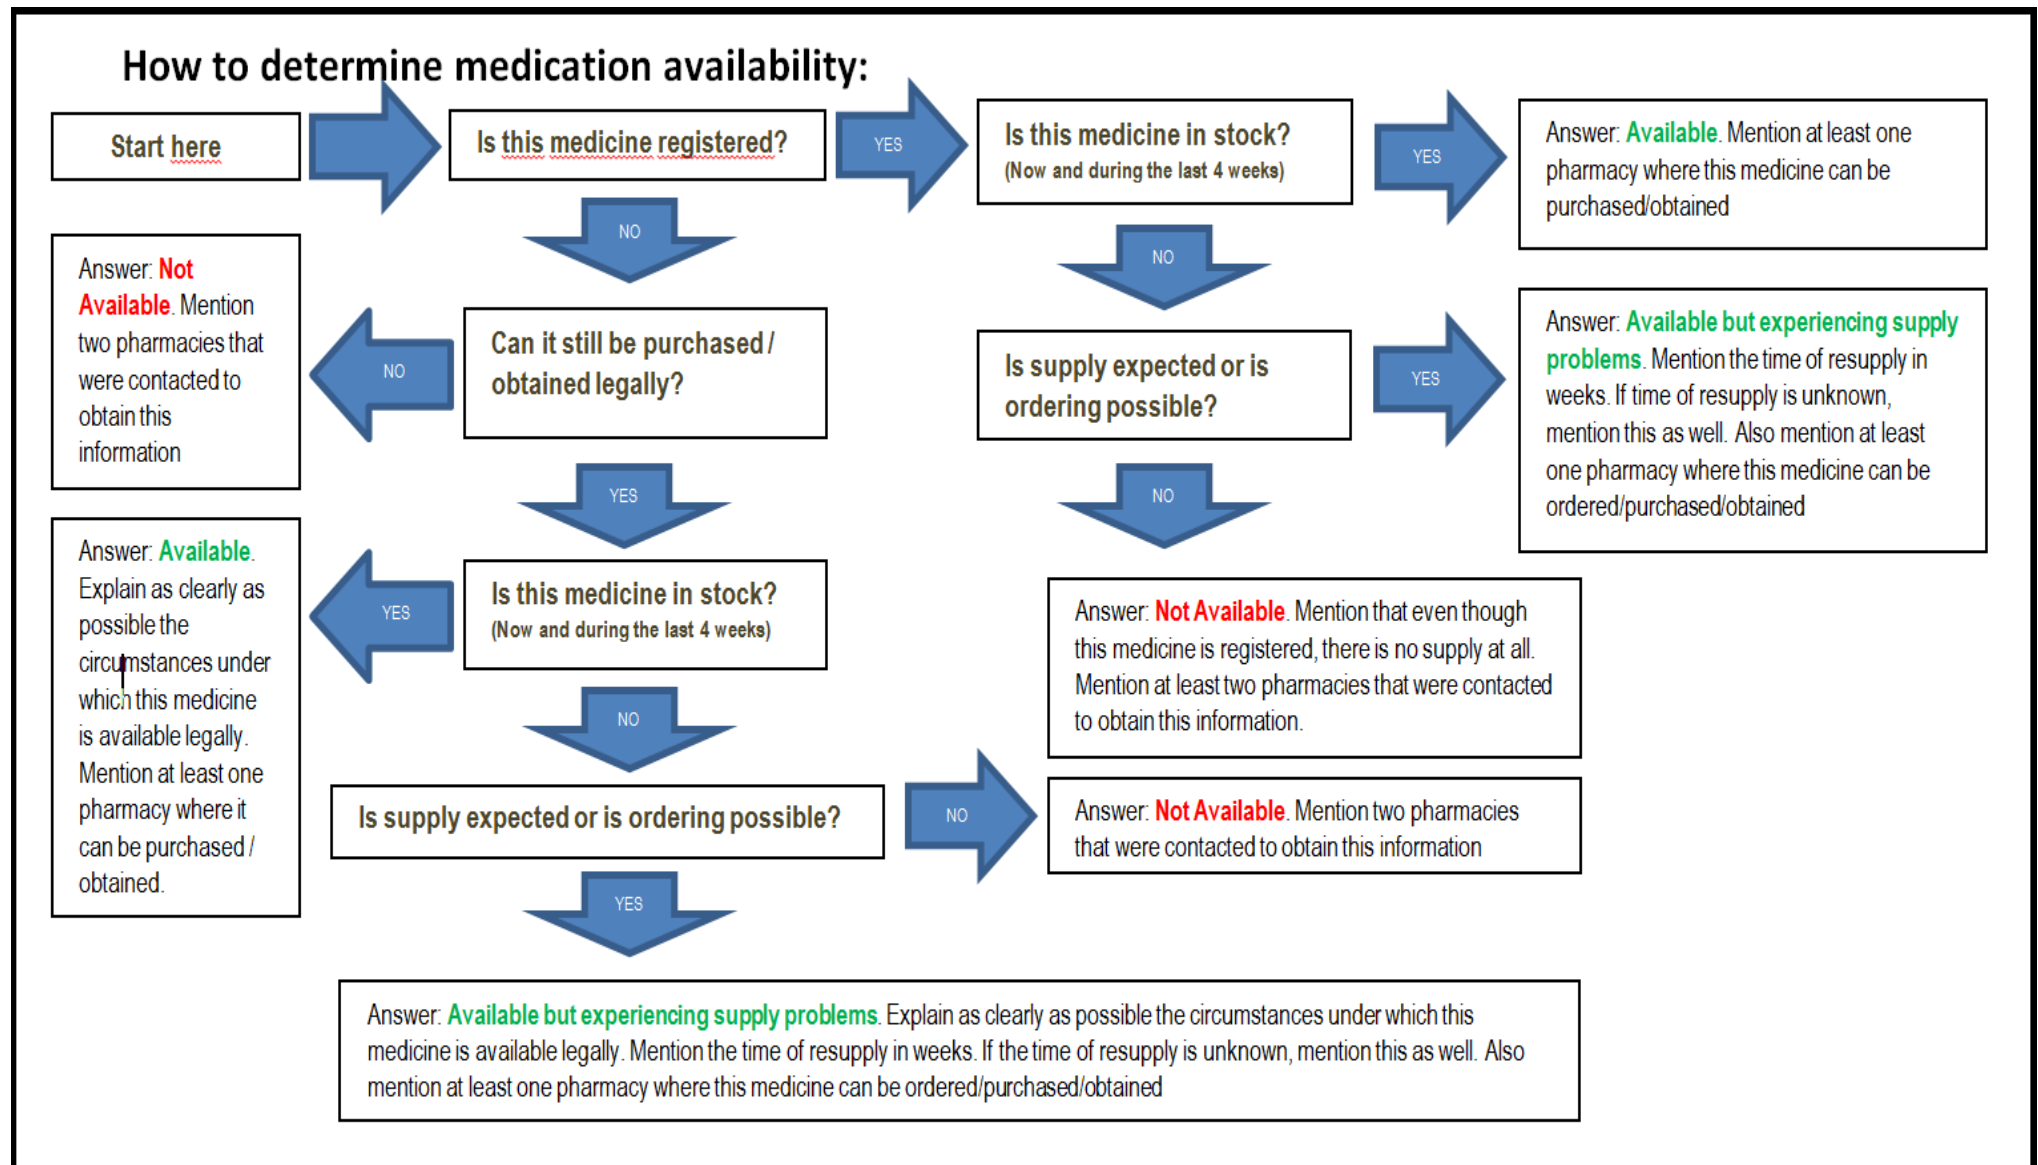 How to determine medication availability:
Start here
Is this medicine registered?
YES
Is this medicine in stock?
(Now and during the last 4 weeks)
YES
Answer: Available. Mention at least one
pharmacy where this medicine can be
purchased/obtained
NO
NO
Answer: Not
Available. Mention
two pharmacies that
were contacted to
obtain this
information
NO
Can it still be purchased /
obtained legally?
Is supply expected or is
ordering possible?
YES
Answer: Available but experiencing supply
problems. Mention the time of resupply in
weeks. If time of resupply is unknown,
mention this as well. Also mention at least
one pharmacy where this medicine can be
ordered/purchased/obtained
YES
NO
Answer: Available.
Explain as clearly as
possible the
circumstances under
which this medicine
is available legally.
Mention at least one
pharmacy where it
can be purchased /
obtained.
YES
Is this medicine in stock?
(Now and during the last 4 weeks)
Answer: Not Available. Mention that even though
this medicine is registered, there is no supply at all.
Mention at least two pharmacies that were contacted
to obtain this information.
NO
Is supply expected or is ordering possible?
NO
Answer: Not Available. Mention two pharmacies
that were contacted to obtain this information
YES
Answer: Available but experiencing supply problems. Explain as clearly as possible the circumstances under which this
medicine is available legally. Mention the time of resupply in weeks. If the time of resupply is unknown, mention this as well. Also
mention at least one pharmacy where this medicine can be ordered/purchased/obtained